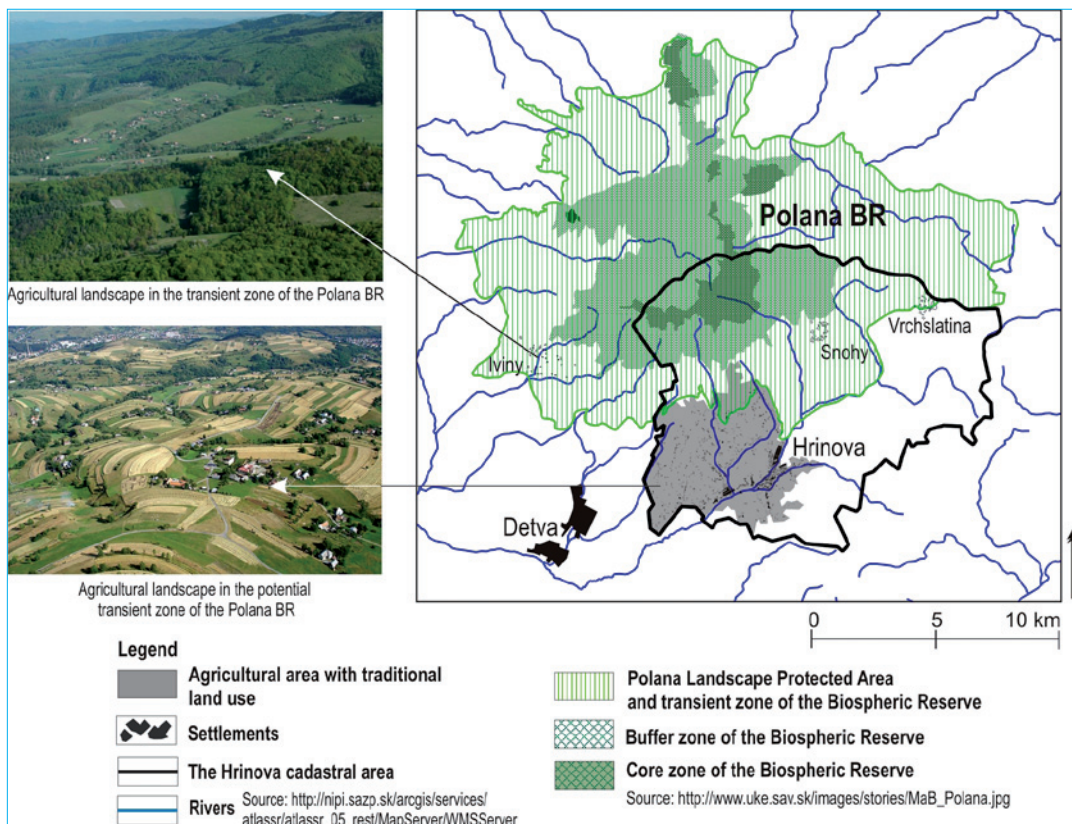 Agricultural landscape in the transient zone of the Polana BR
Agricultural landscape in the potential
transient zone of the Polana BR
Polana BR
Vrchslatina
Snohy
Iviny
Hrinova
Detva
0 5 10 km
Legend
Agricultural area with traditional
land use
Settlements
The Hrinova cadastral area
Rivers
Source: http://nipi.sazp.sk/arcgis/services/
atlassr/atlassr_05_rest/MapServer/WMSServer
Polana Landscape Protected Area
and transient zone of the Biospheric Reserve
Buffer zone of the Biospheric Reserve
Core zone of the Biospheric Reserve
Source: http://www.uke.sav.sk/images/stories/MaB_Polana.jpg